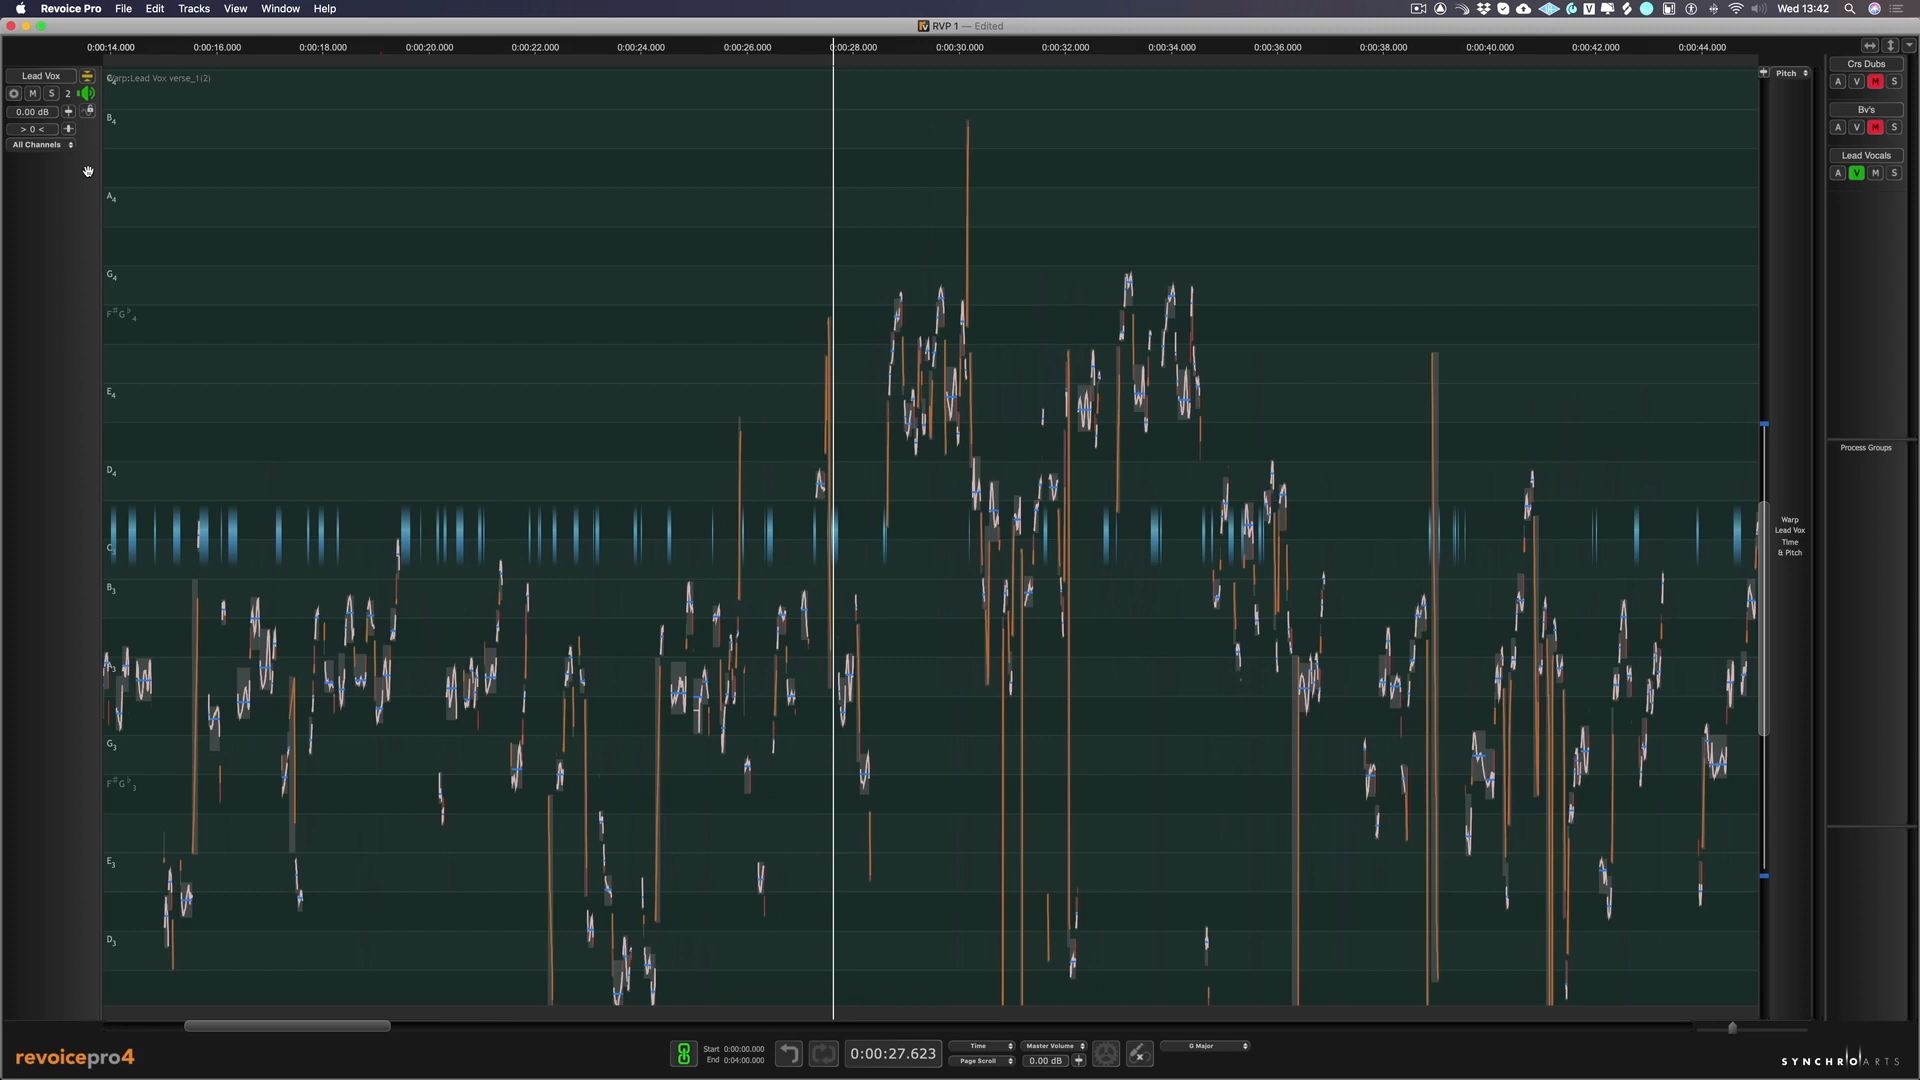 Revoice Pro File Edit Tracks View Window Help
Wed 13:42
RVP 1 — Edited
0:00:14.000 0:00:16.000 0:00:18.000 0:00:20.000 0:00:22.000 0:00:24.000 0:00:26.000 0:00:28.000 0:00:30.000 0:00:32.000 0:00:34.000 0:00:36.000 0:00:38.000 0:00:40.000 0:00:42.000 0:00:44.000
Lead Vox
M S 2
0.00 dB
> 0 <
All Channels
Warp:Lead Vox verse_1(2)
B4
A4
G4
F#G♭4
E4
D4
B3
A3
G3
F#G♭3
E3
D3
Pitch
Warp
Lead Vox
Time
& Pitch
Crs Dubs
A V M S
Bv's
A V M S
Lead Vocals
A V M S
Process Groups
revoicepro4
Start 0:00:00.000
End 0:04:00.000
0:00:27.623
Time
Page Scroll
Master Volume
0.00 dB
G Major
SYNCHROARTS